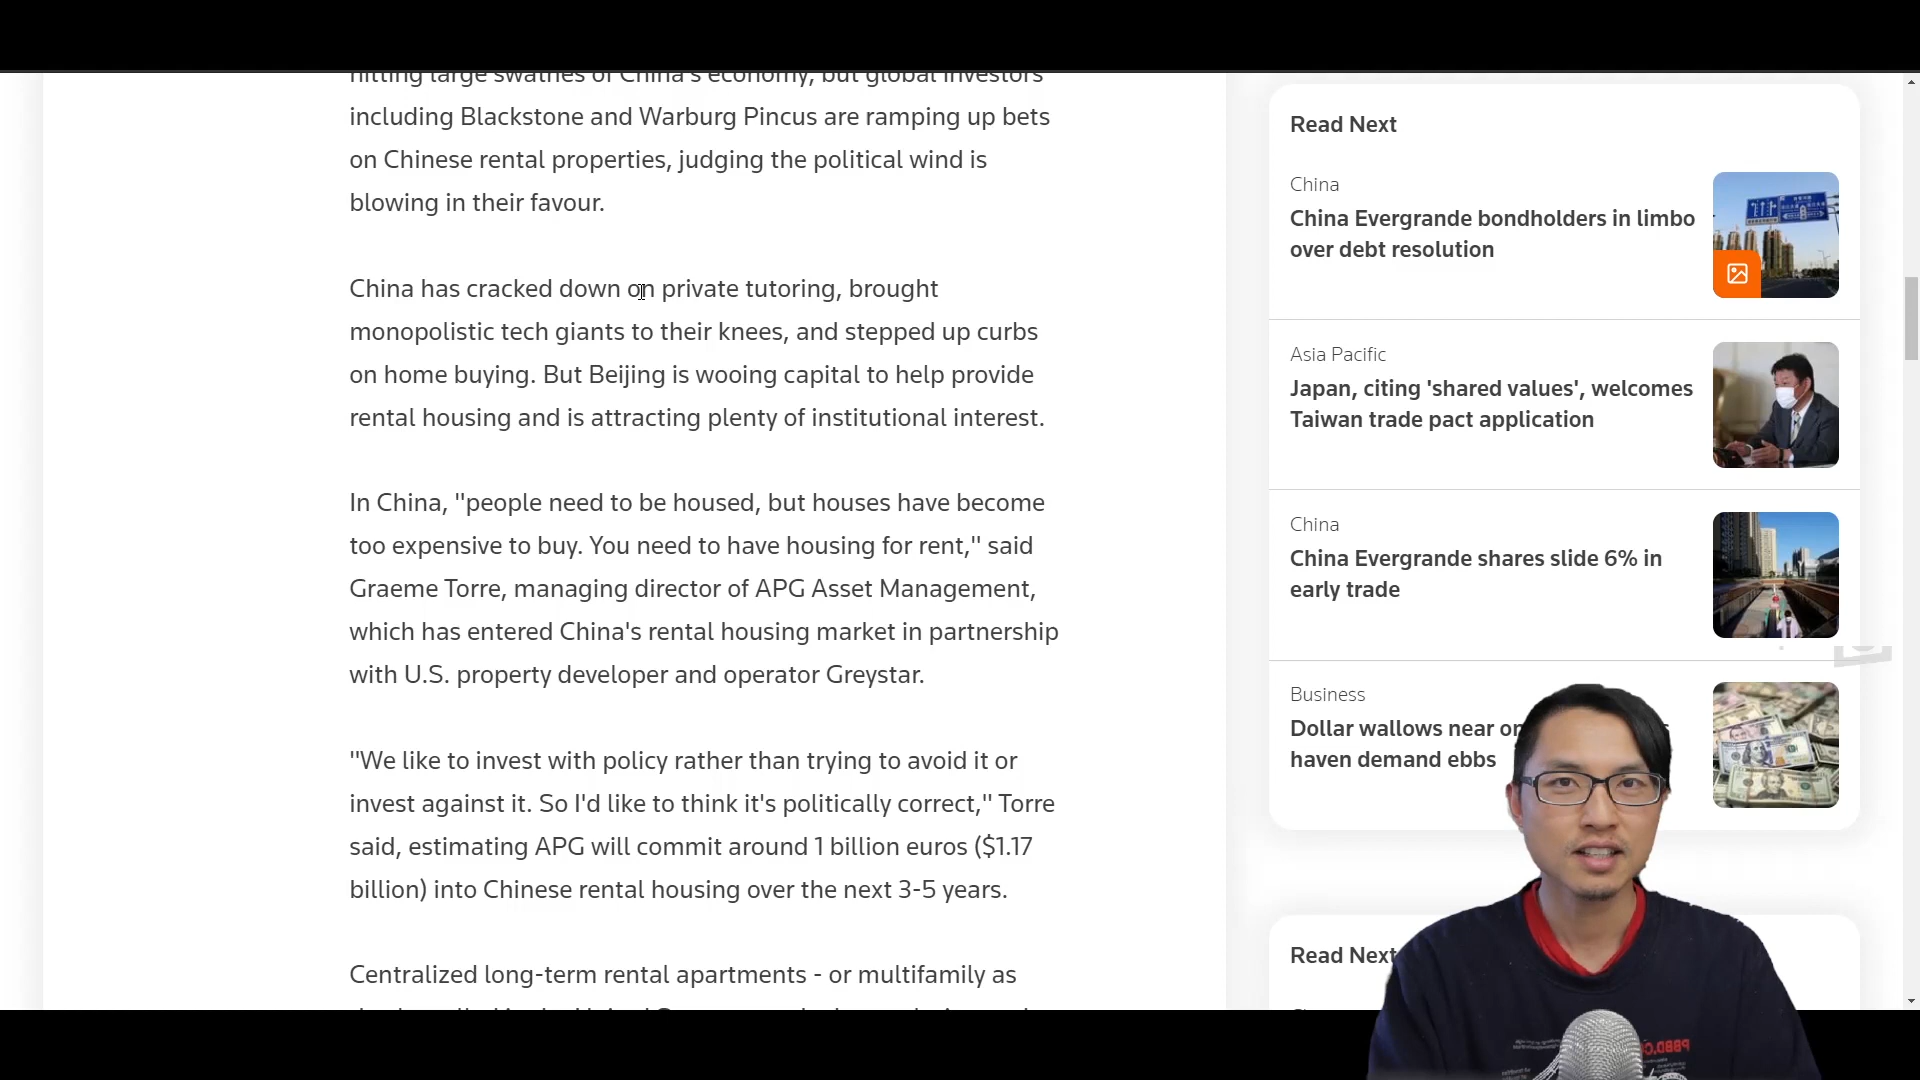 hitting large swathes of China's economy, but global investors
including Blackstone and Warburg Pincus are ramping up bets
on Chinese rental properties, judging the political wind is
blowing in their favour.
China has cracked down on private tutoring, brought
monopolistic tech giants to their knees, and stepped up curbs
on home buying. But Beijing is wooing capital to help provide
rental housing and is attracting plenty of institutional interest.
In China, "people need to be housed, but houses have become
too expensive to buy. You need to have housing for rent," said
Graeme Torre, managing director of APG Asset Management,
which has entered China's rental housing market in partnership
with U.S. property developer and operator Greystar.
"We like to invest with policy rather than trying to avoid it or
invest against it. So I'd like to think it's politically correct," Torre
said, estimating APG will commit around 1 billion euros ($1.17
billion) into Chinese rental housing over the next 3-5 years.
Centralized long-term rental apartments - or multifamily as
Read Next
China
China Evergrande bondholders in limbo
over debt resolution
Asia Pacific
Japan, citing 'shared values', welcomes
Taiwan trade pact application
China
China Evergrande shares slide 6% in
early trade
Business
Dollar wallows near
haven demand ebbs
Read Next